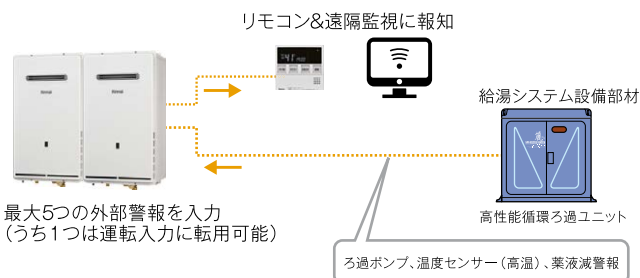 リモコン&遠隔監視に報知
給湯システム設備部材
Rinnai Rinnai
最大5つの外部警報を入力
(うち1つは運転入力に転用可能)
高性能循環ろ過ユニット
ろ過ポンプ、温度センサー(高温)、薬液減警報